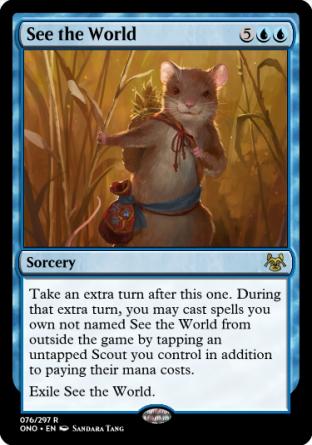 See the World 5
Sorcery
Take an extra turn after this one. During
that extra turn, you may cast spells you
own not named See the World from
outside the game by tapping an
untapped Scout you control in addition
to paying their mana costs.
Exile See the World.
076/297 R
ONO • EN SANDARA TANG